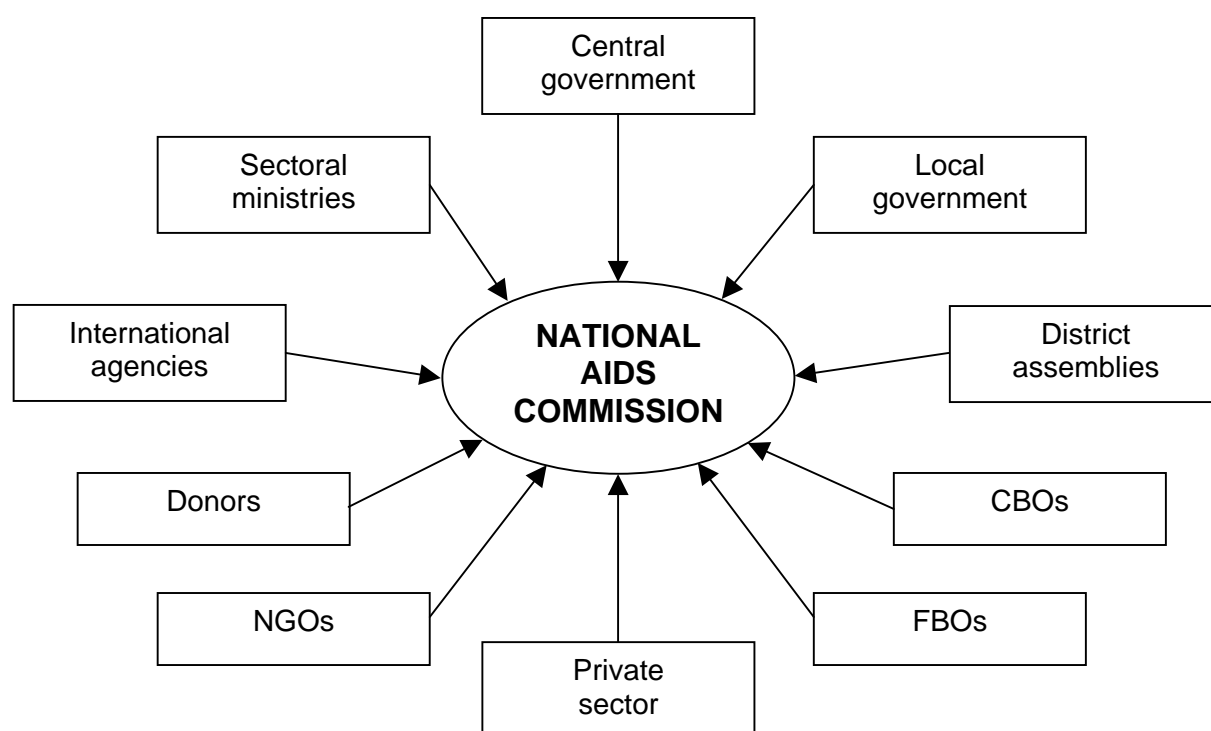 Central
government
Sectoral
ministries
Local
government
International
agencies
NATIONAL
AIDS
COMMISSION
District
assemblies
Donors
CBOs
NGOs
FBOs
Private
sector